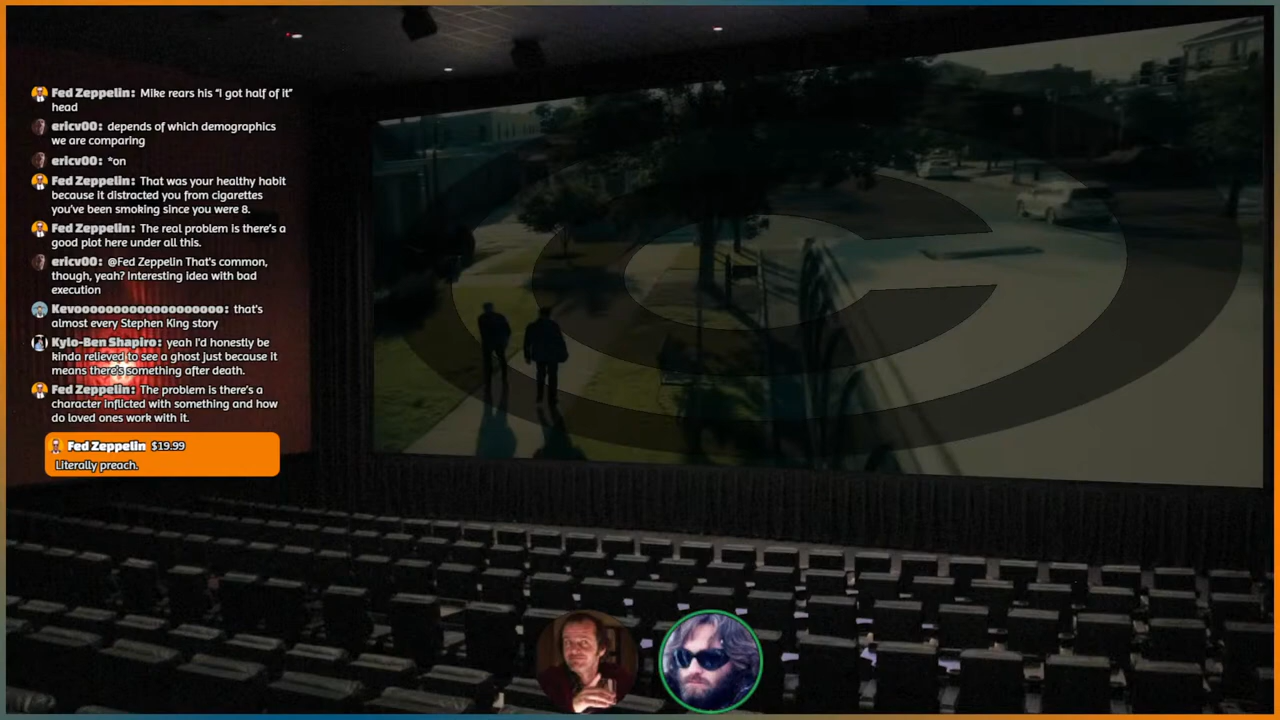 Fed Zeppelin: Mike rears his "I got half of it"
head
ericv00: depends of which demographics
we are comparing
ericv00: *on
Fed Zeppelin: That was your healthy habit
because it distracted you from cigarettes
you've been smoking since you were 8.
Fed Zeppelin: The real problem is there's a
good plot here under all this.
ericv00: @Fed Zeppelin That's common,
though, yeah? Interesting idea with bad
execution
Kevooooooooooooooooooo: that's
almost every Stephen King story
Kylo-Ben Shapiro: yeah I'd honestly be
kinda relieved to see a ghost just because it
means there's something after death.
Fed Zeppelin: The problem is there's a
character inflicted with something and how
do loved ones work with it.
Fed Zeppelin $19.99
Literally preach.